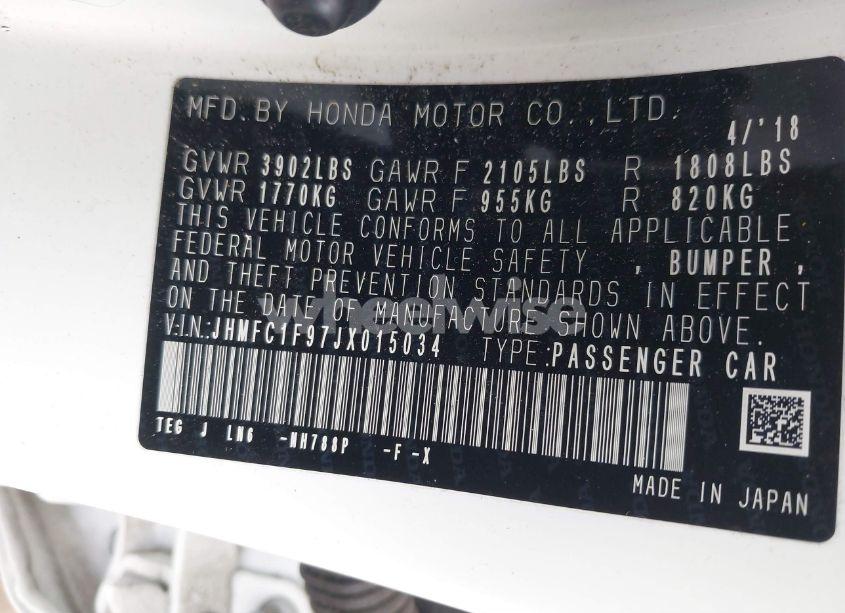 MFD. BY HONDA MOTOR CO., LTD.
4/'18
GVWR 3902LBS GAWR F 2105LBS R 1808LBS
GVWR 1770KG GAWR F 955KG R 820KG
THIS VEHICLE CONFORMS TO ALL APPLICABLE
FEDERAL MOTOR VEHICLE SAFETY , BUMPER ,
AND THEFT PREVENTION STANDARDS IN EFFECT
ON THE DATE OF MANUFACTURE SHOWN ABOVE.
wheelwise
V.I.N.:JHMFC1F97JX015034 TYPE:PASSENGER CAR
TEG J LM6 -NH788P -F -X
MADE IN JAPAN